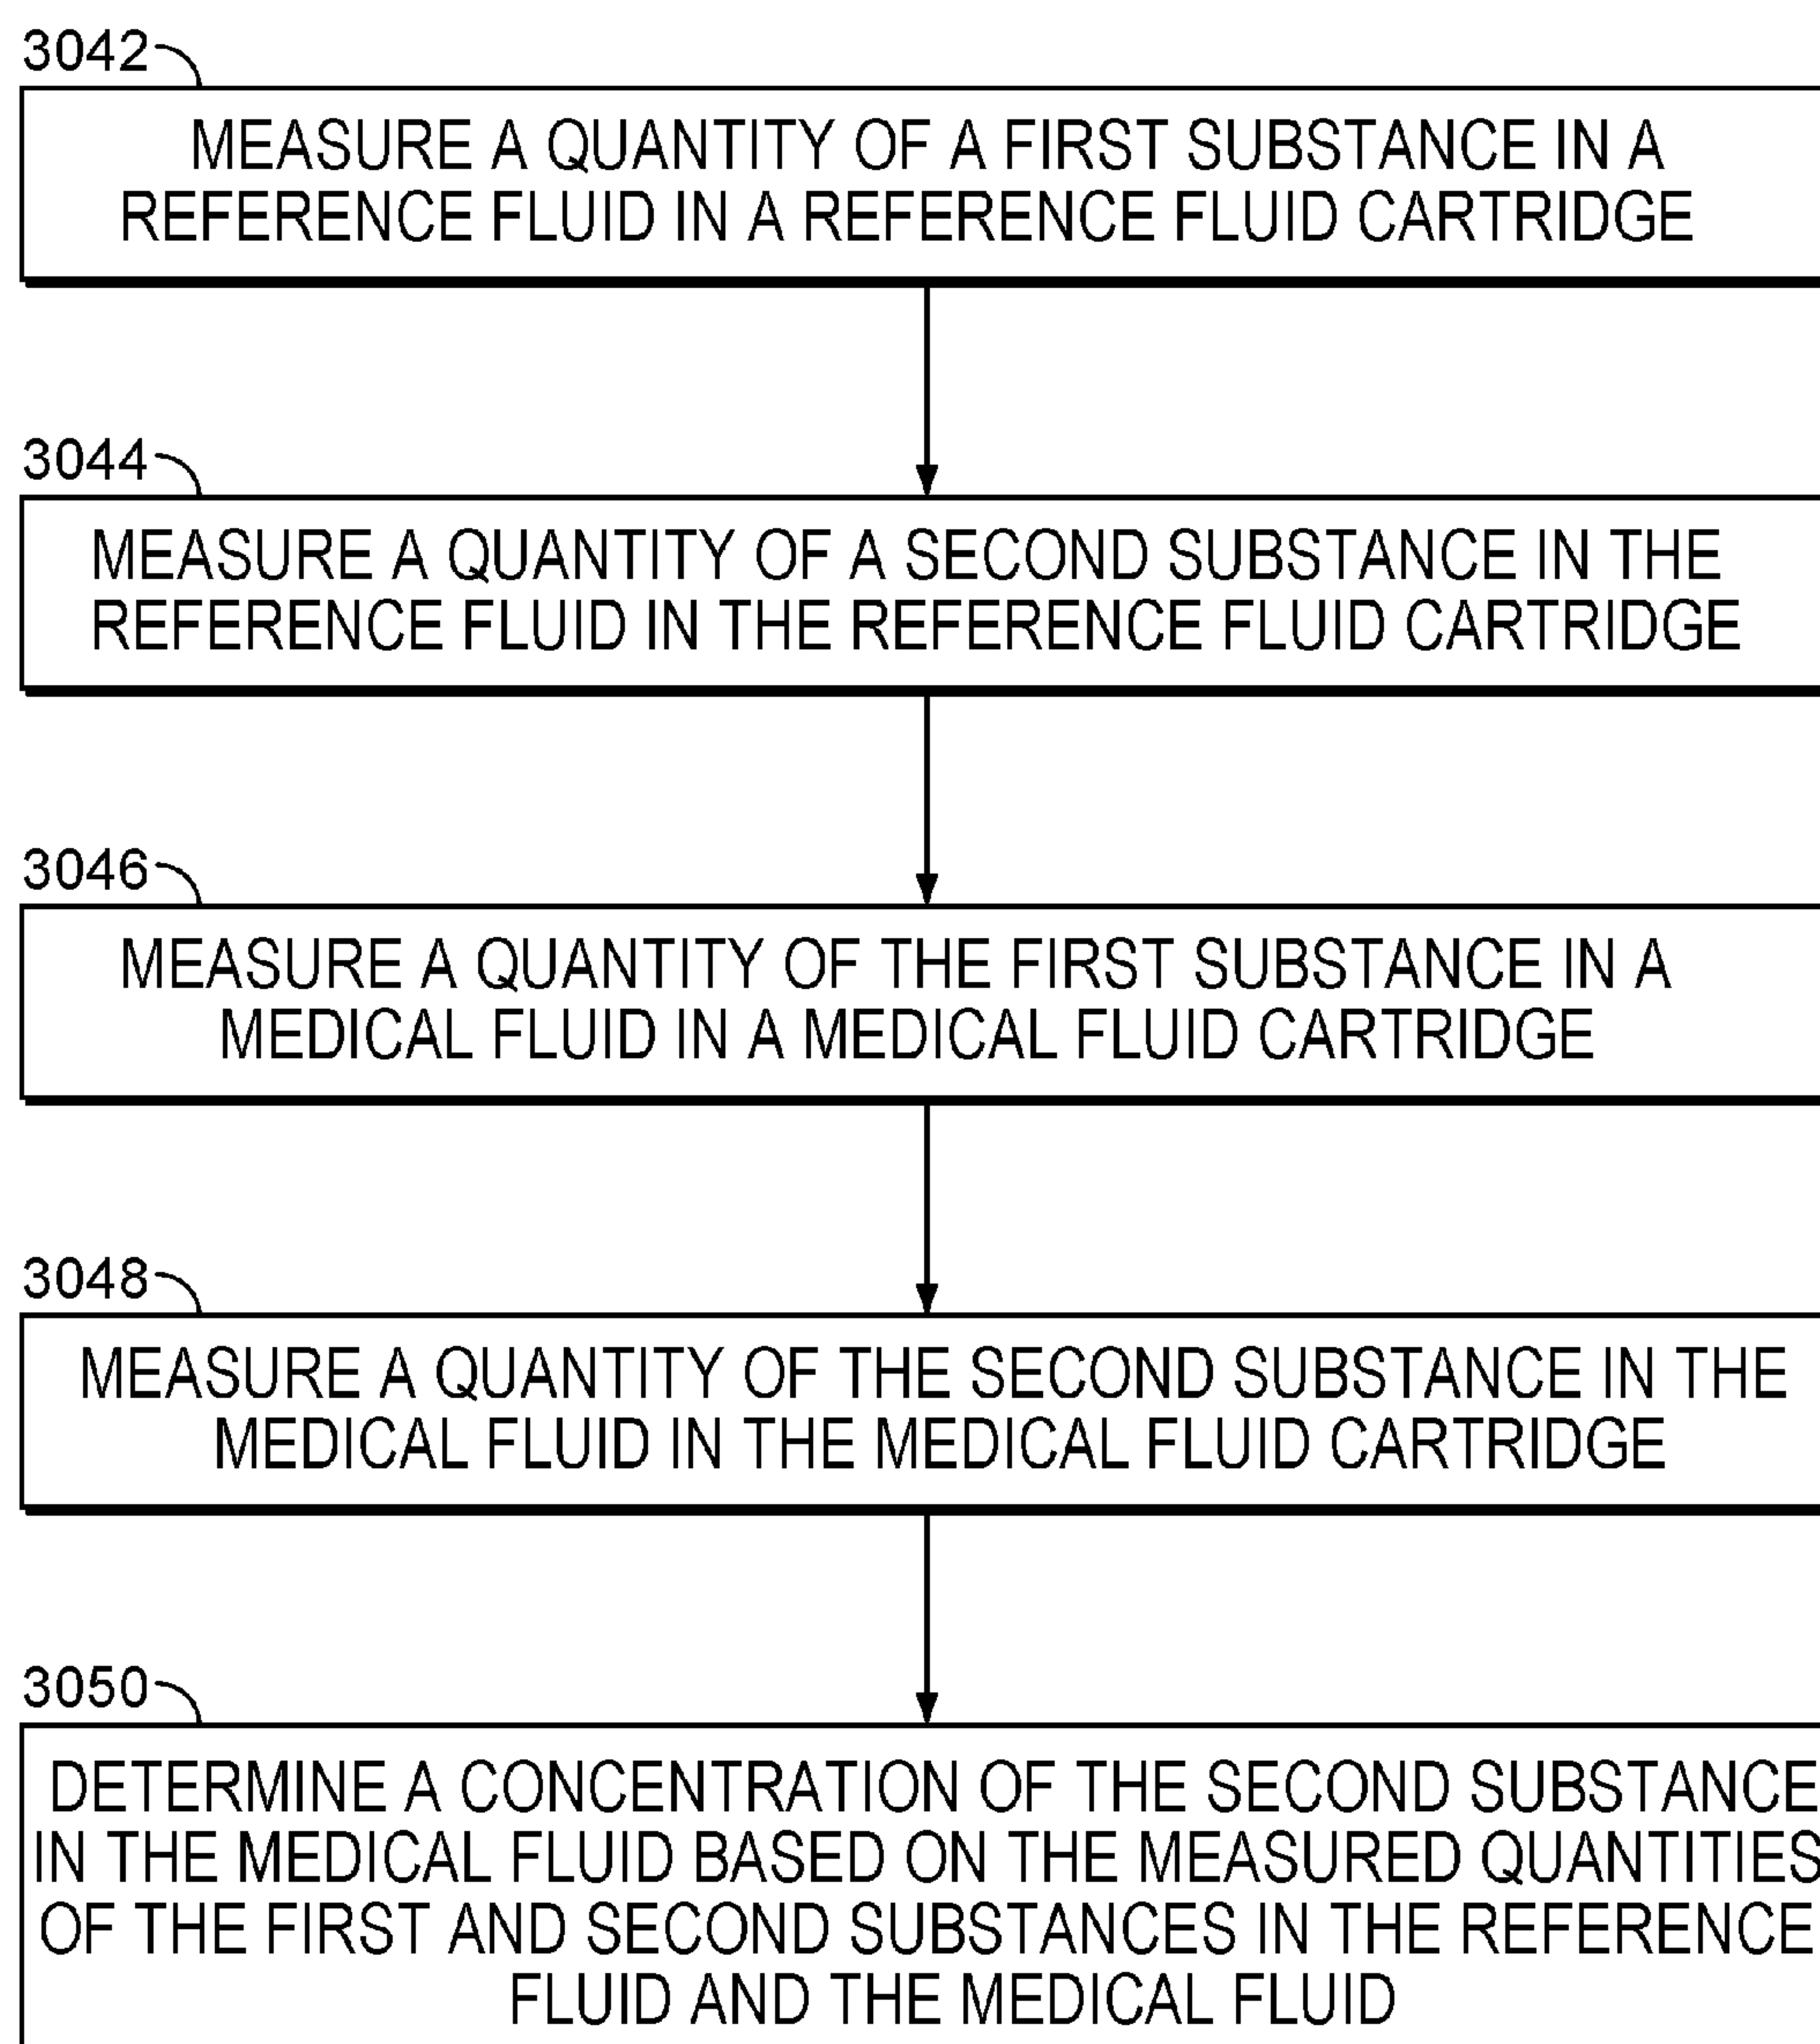 3042
MEASURE A QUANTITY OF A FIRST SUBSTANCE IN A
REFERENCE FLUID IN A REFERENCE FLUID CARTRIDGE
3044
MEASURE A QUANTITY OF A SECOND SUBSTANCE IN THE
REFERENCE FLUID IN THE REFERENCE FLUID CARTRIDGE
3046
MEASURE A QUANTITY OF THE FIRST SUBSTANCE IN A
MEDICAL FLUID IN A MEDICAL FLUID CARTRIDGE
3048
MEASURE A QUANTITY OF THE SECOND SUBSTANCE IN THE
MEDICAL FLUID IN THE MEDICAL FLUID CARTRIDGE
3050
DETERMINE A CONCENTRATION OF THE SECOND SUBSTANCE
IN THE MEDICAL FLUID BASED ON THE MEASURED QUANTITIES
OF THE FIRST AND SECOND SUBSTANCES IN THE REFERENCE
FLUID AND THE MEDICAL FLUID